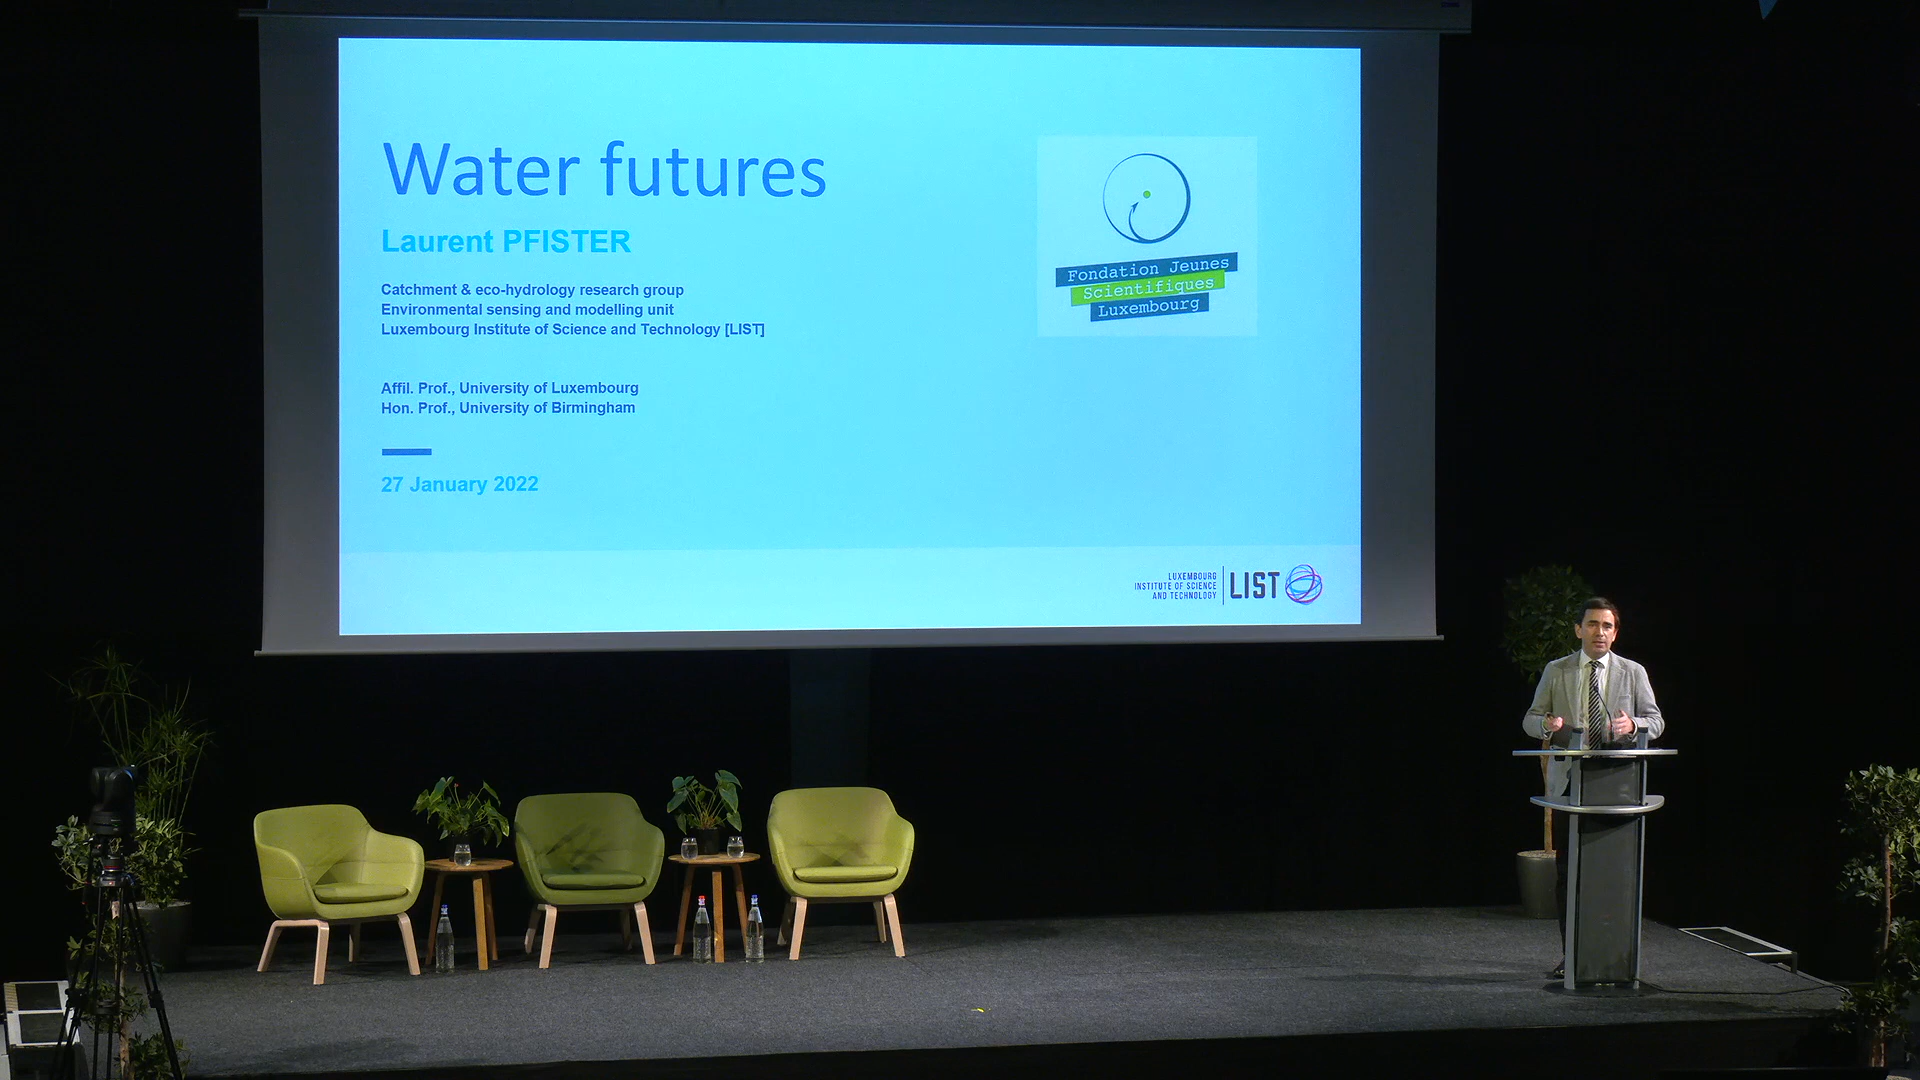 Water futures
Laurent PFISTER
Catchment & eco-hydrology research group
Environmental sensing and modelling unit
Luxembourg Institute of Science and Technology [LIST]
Affil. Prof., University of Luxembourg
Hon. Prof., University of Birmingham
27 January 2022
Fondation Jeunes
Scientifiques
Luxembourg
LUXEMBOURG
INSTITUTE OF SCIENCE
AND TECHNOLOGY
LIST